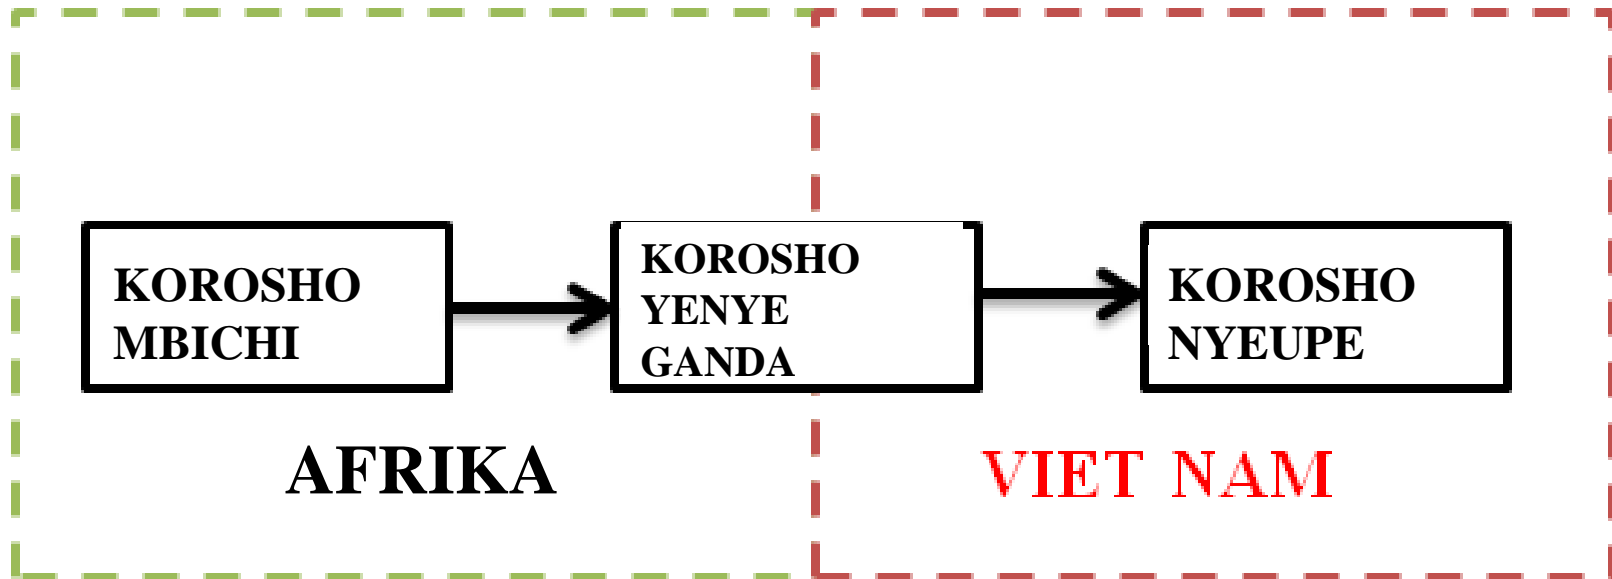 KOROSHO
MBICHI
KOROSHO
YENYE
GANDA
KOROSHO
NYEUPE
AFRIKA
VIET NAM